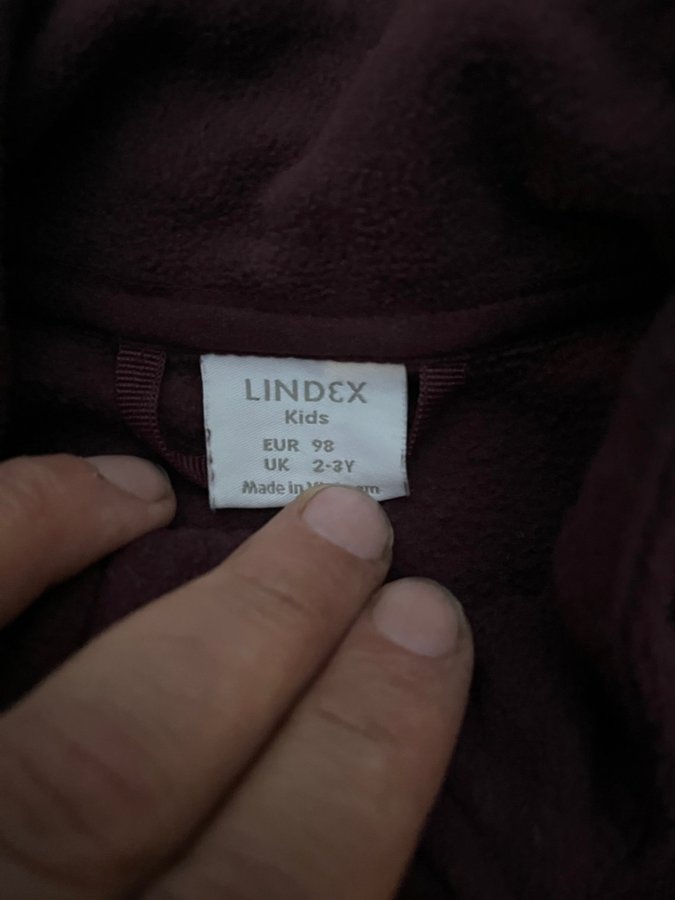 LINDEX
Kids
EUR 98
UK 2-3Y
Made in